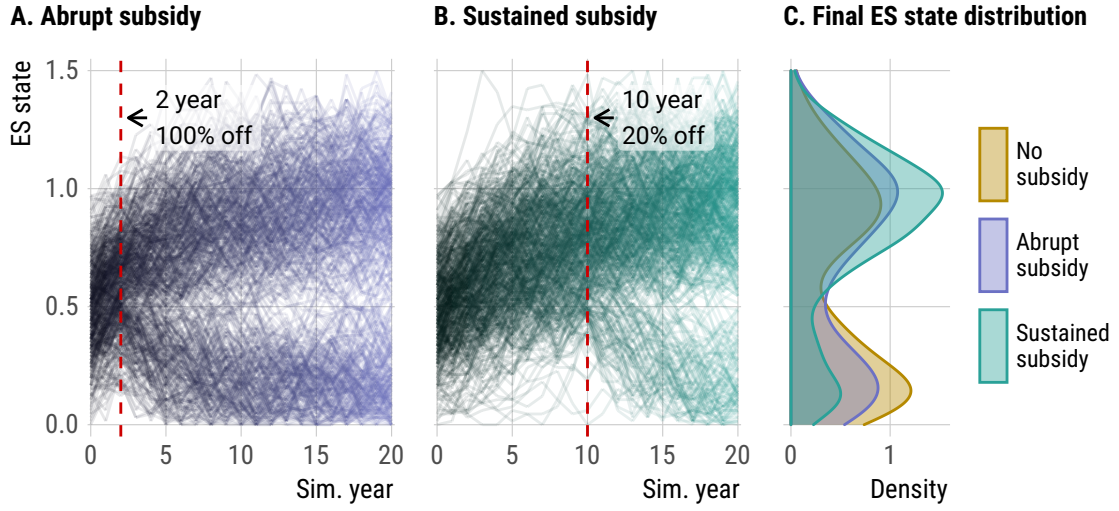 A. Abrupt subsidy
B. Sustained subsidy
C. Final ES state distribution
ES state
1.5
1.0
0.5
0.0
2 year
100% off
0
5
10
15
20
Sim. year
10 year
20% off
0
5
10
15
20
Sim. year
0
1
Density
No
subsidy
Abrupt
subsidy
Sustained
subsidy